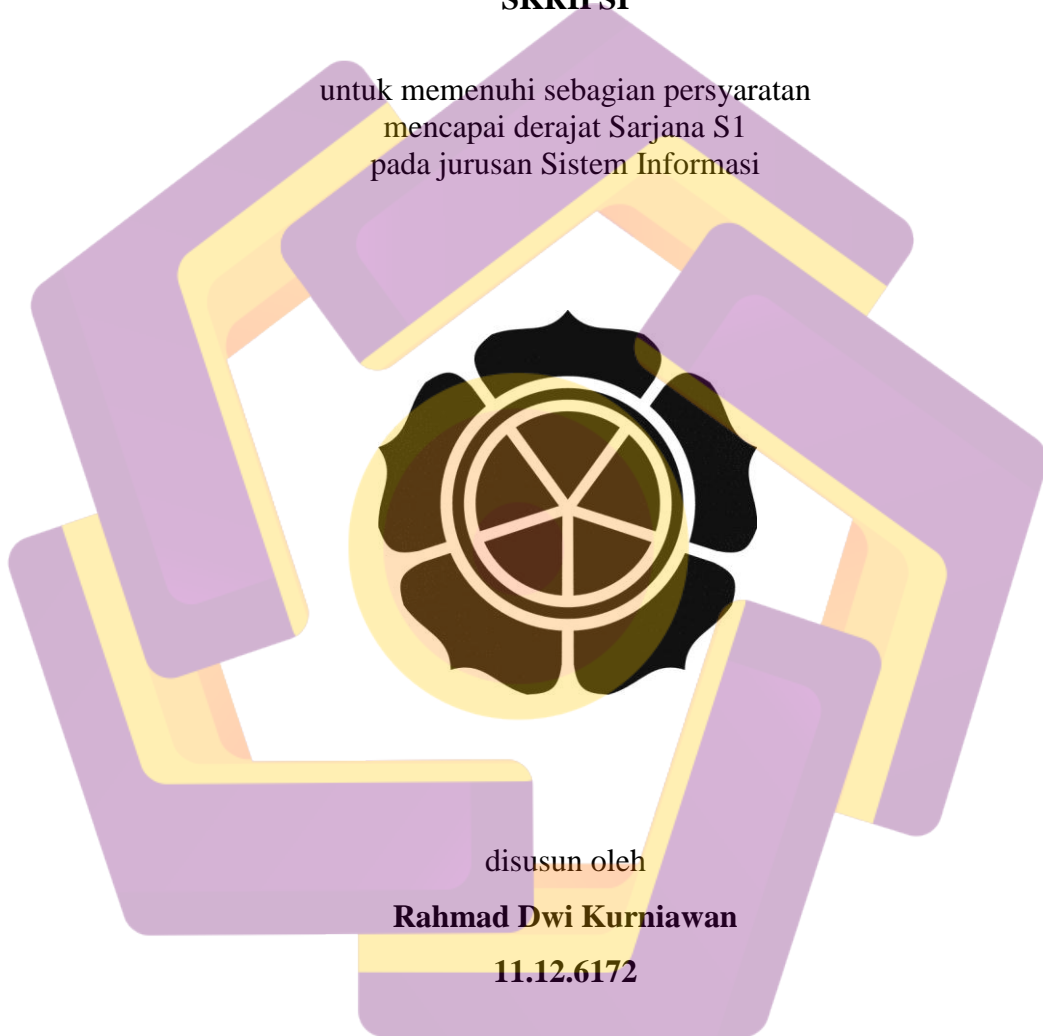 SKRIPSI
untuk memenuhi sebagian persyaratan
mencapai derajat Sarjana S1
pada jurusan Sistem Informasi
disusun oleh
Rahmad Dwi Kurniawan
11.12.6172